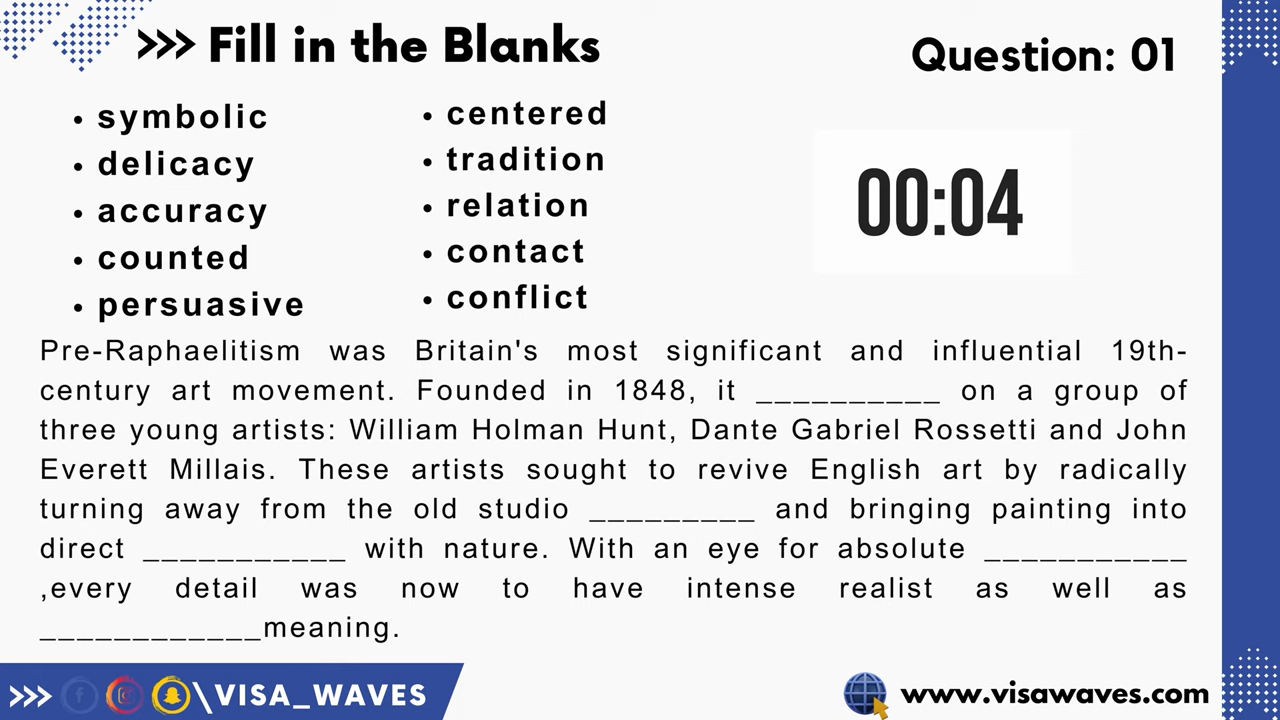 >>> Fill in the Blanks
Question: 01
• symbolic
• delicacy
• accuracy
• counted
• persuasive
• centered
• tradition
• relation
• contact
• conflict
00:04
Pre-Raphaelitism was Britain's most significant and influential 19th-
century art movement. Founded in 1848, it __________ on a group of
three young artists: William Holman Hunt, Dante Gabriel Rossetti and John
Everett Millais. These artists sought to revive English art by radically
turning away from the old studio _________ and bringing painting into
direct ___________ with nature. With an eye for absolute ___________
,every detail was now to have intense realist as well as
____________meaning.
>>> \VISA_WAVES
www.visawaves.com